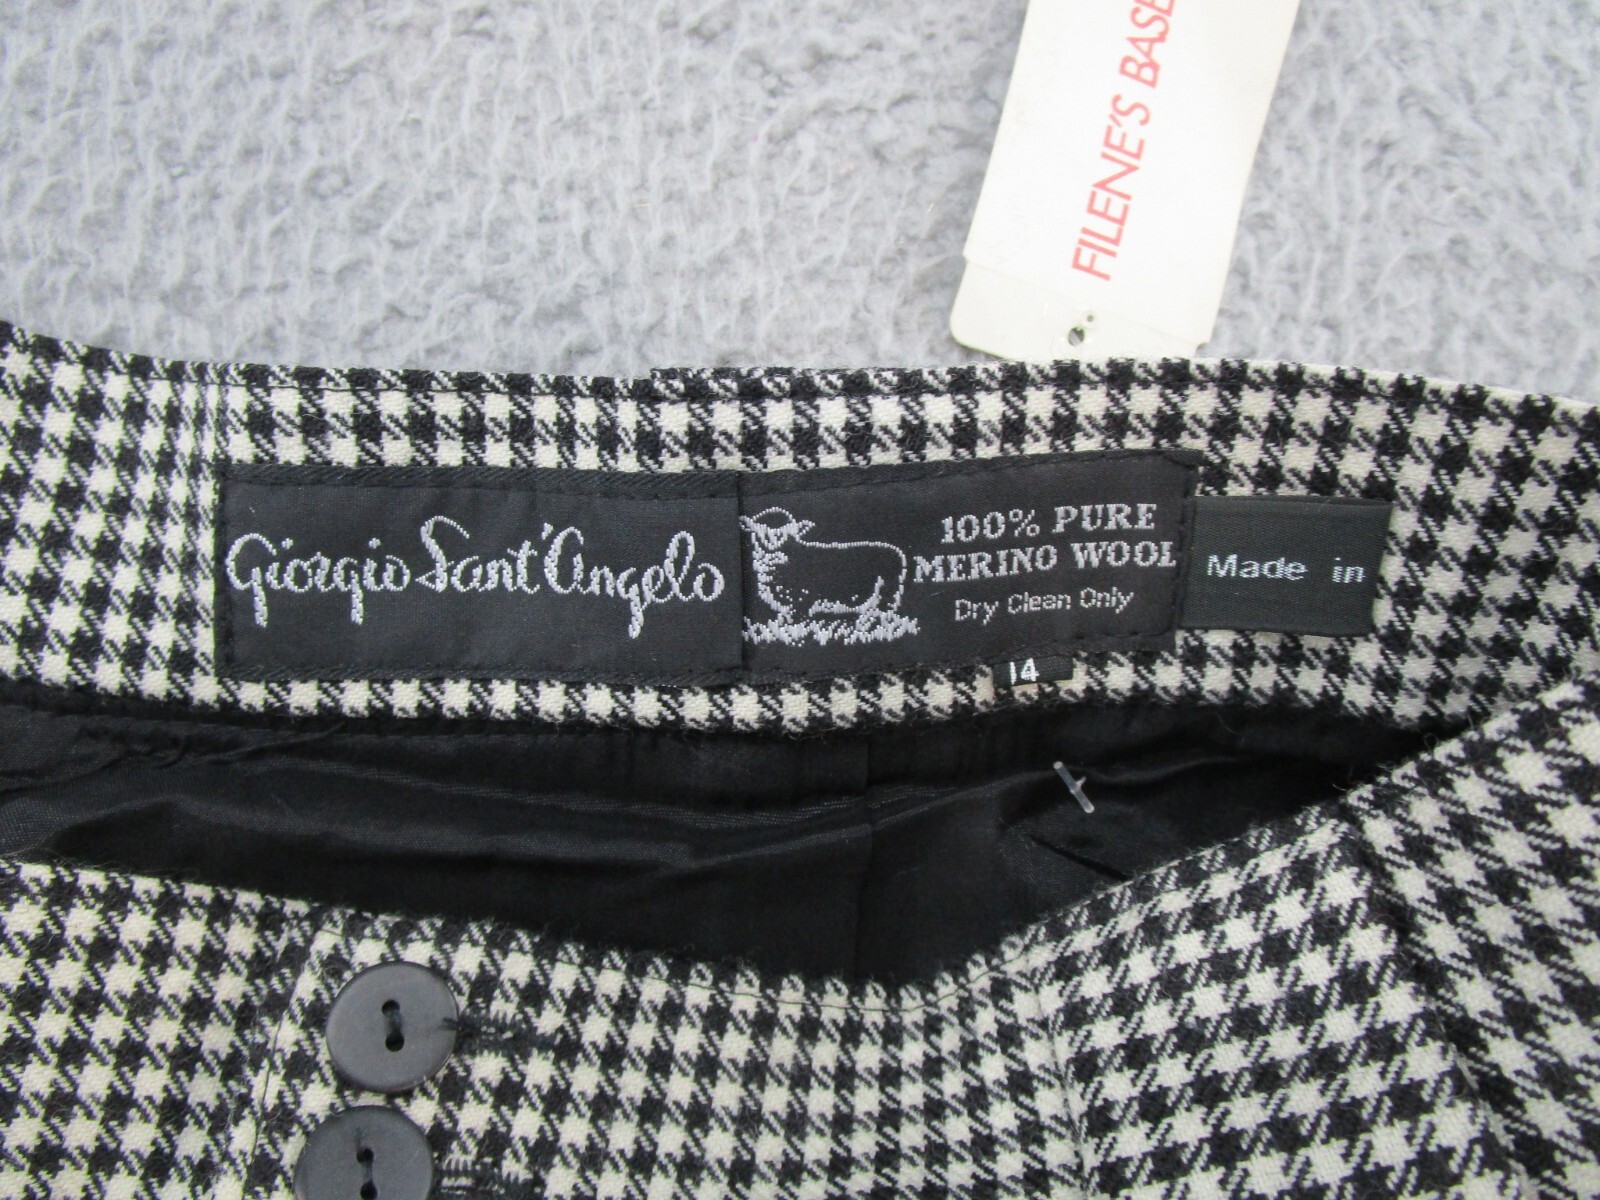 FILENE'S BASE
Giorgio Sant'Angelo
100% PURE
MERINO WOOL
Dry Clean Only
Made in
14